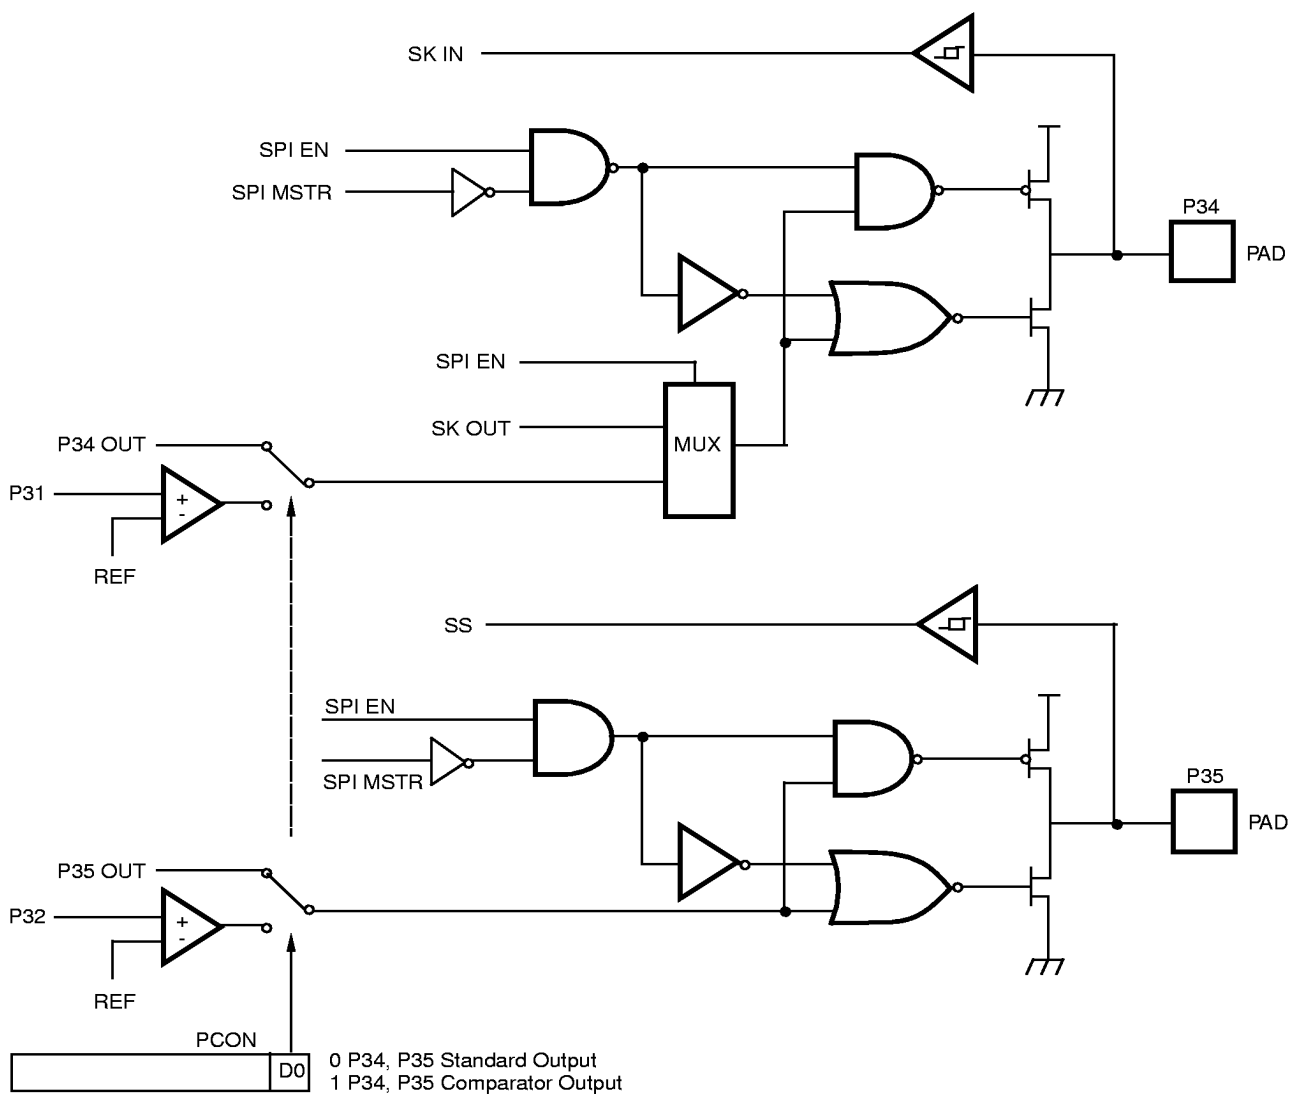 SK IN
SPI EN
SPI MSTR
P34
PAD
SPI EN
SK OUT
MUX
P34 OUT
P31
+
-
REF
SS
SPI EN
SPI MSTR
P35
PAD
P35 OUT
P32
+
-
REF
PCON
D0
0 P34, P35 Standard Output
1 P34, P35 Comparator Output